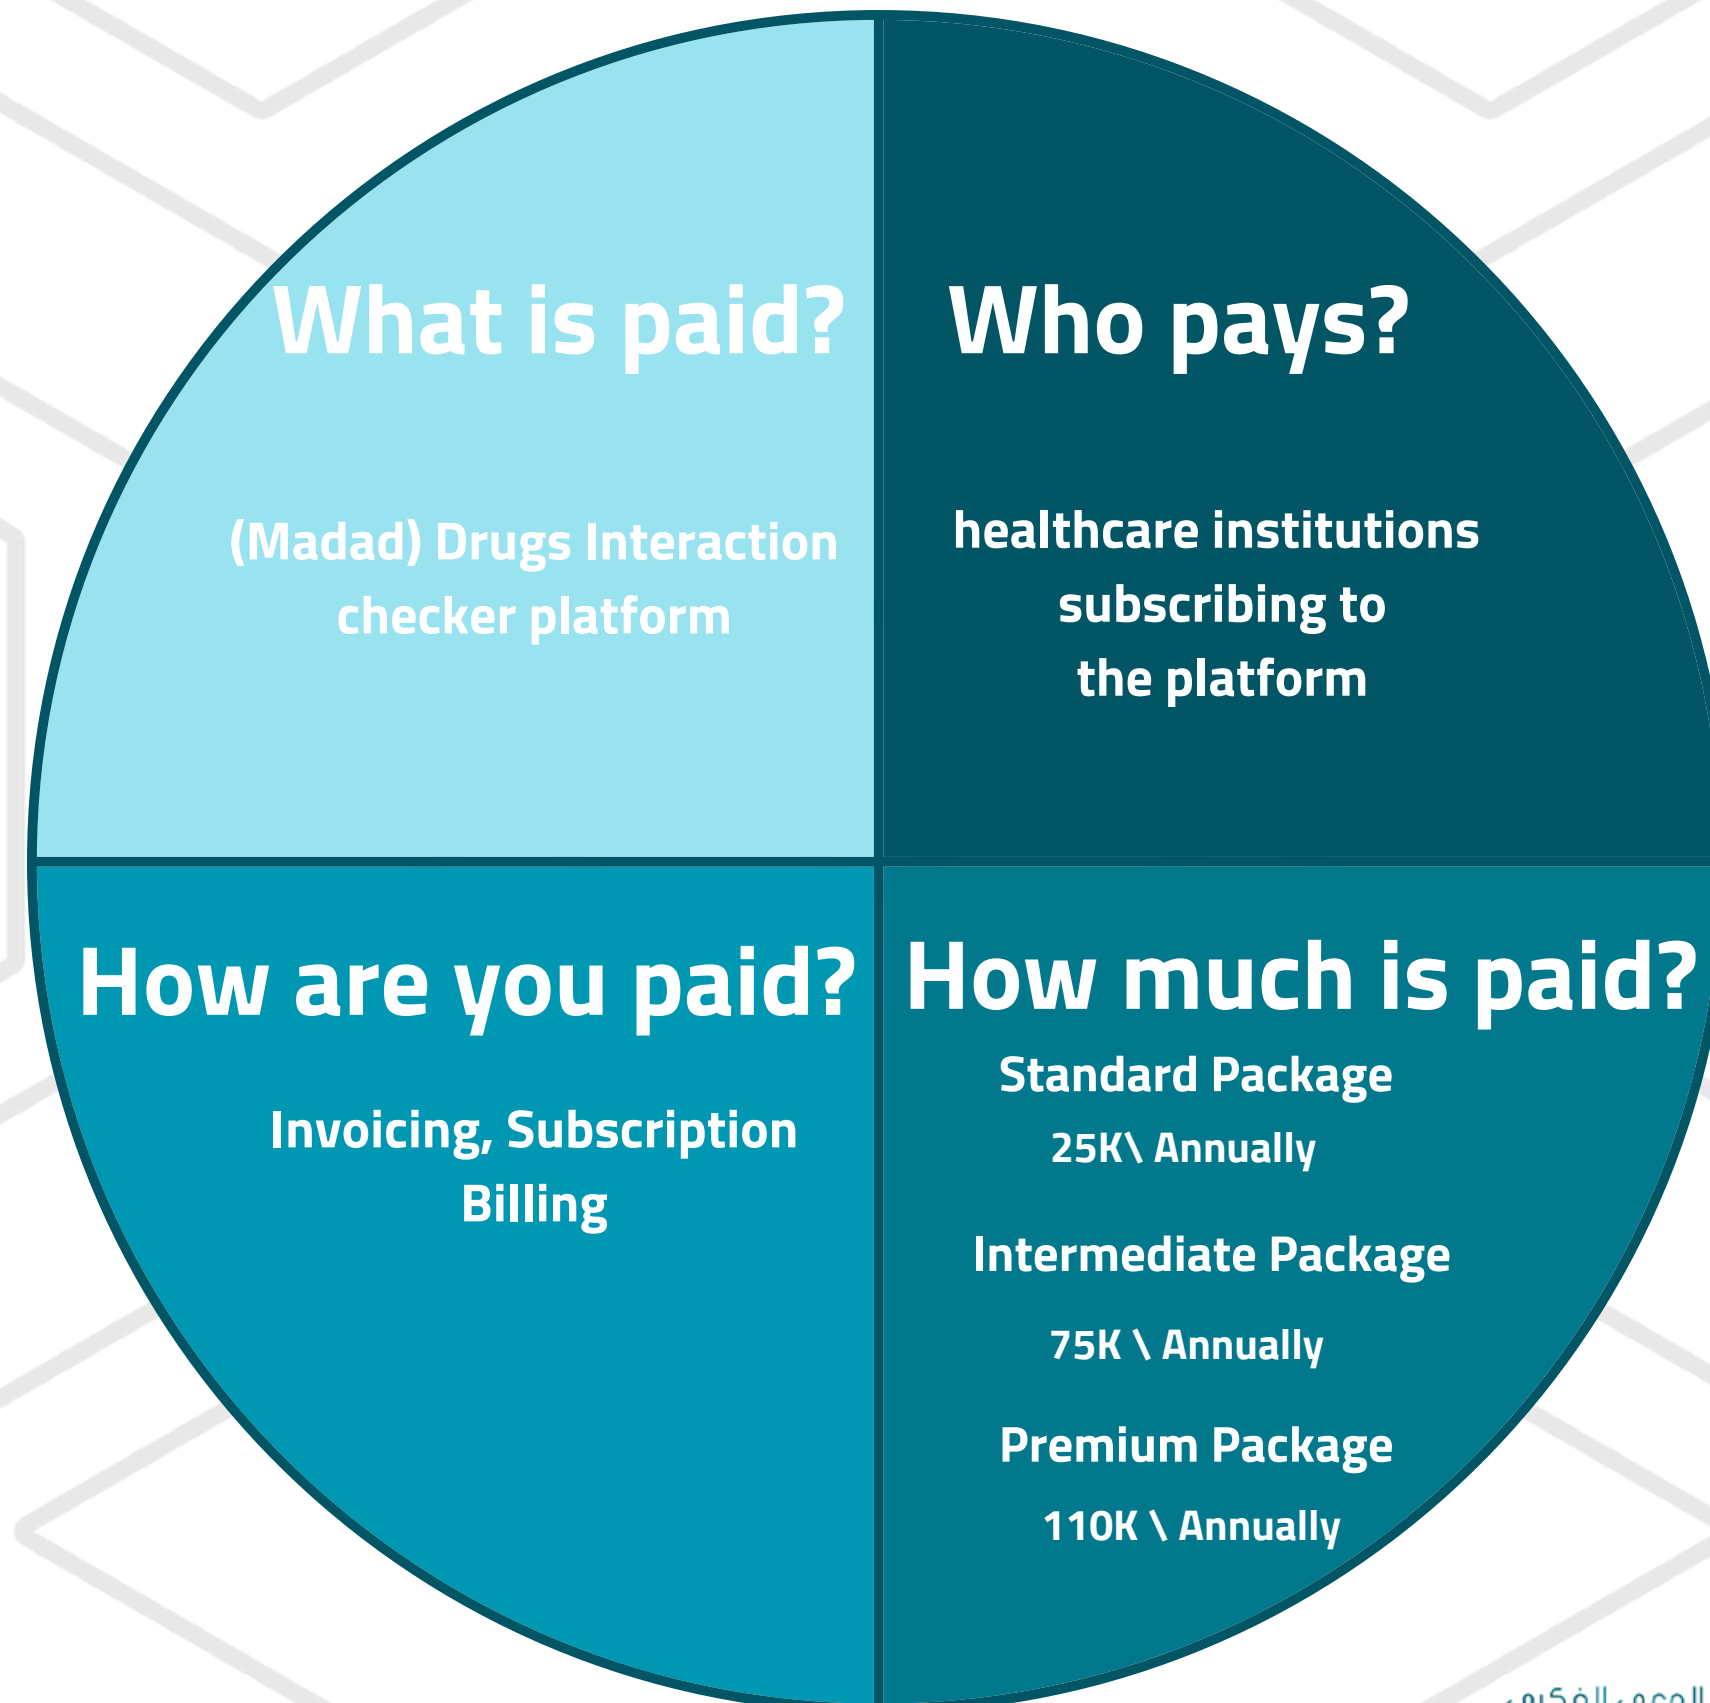 What is paid?
(Madad) Drugs Interaction
checker platform
Who pays?
healthcare institutions
subscribing to
the platform
How are you paid?
Invoicing, Subscription
Billing
How much is paid?
Standard Package
25K\ Annually
Intermediate Package
75K \ Annually
Premium Package
110K \ Annually